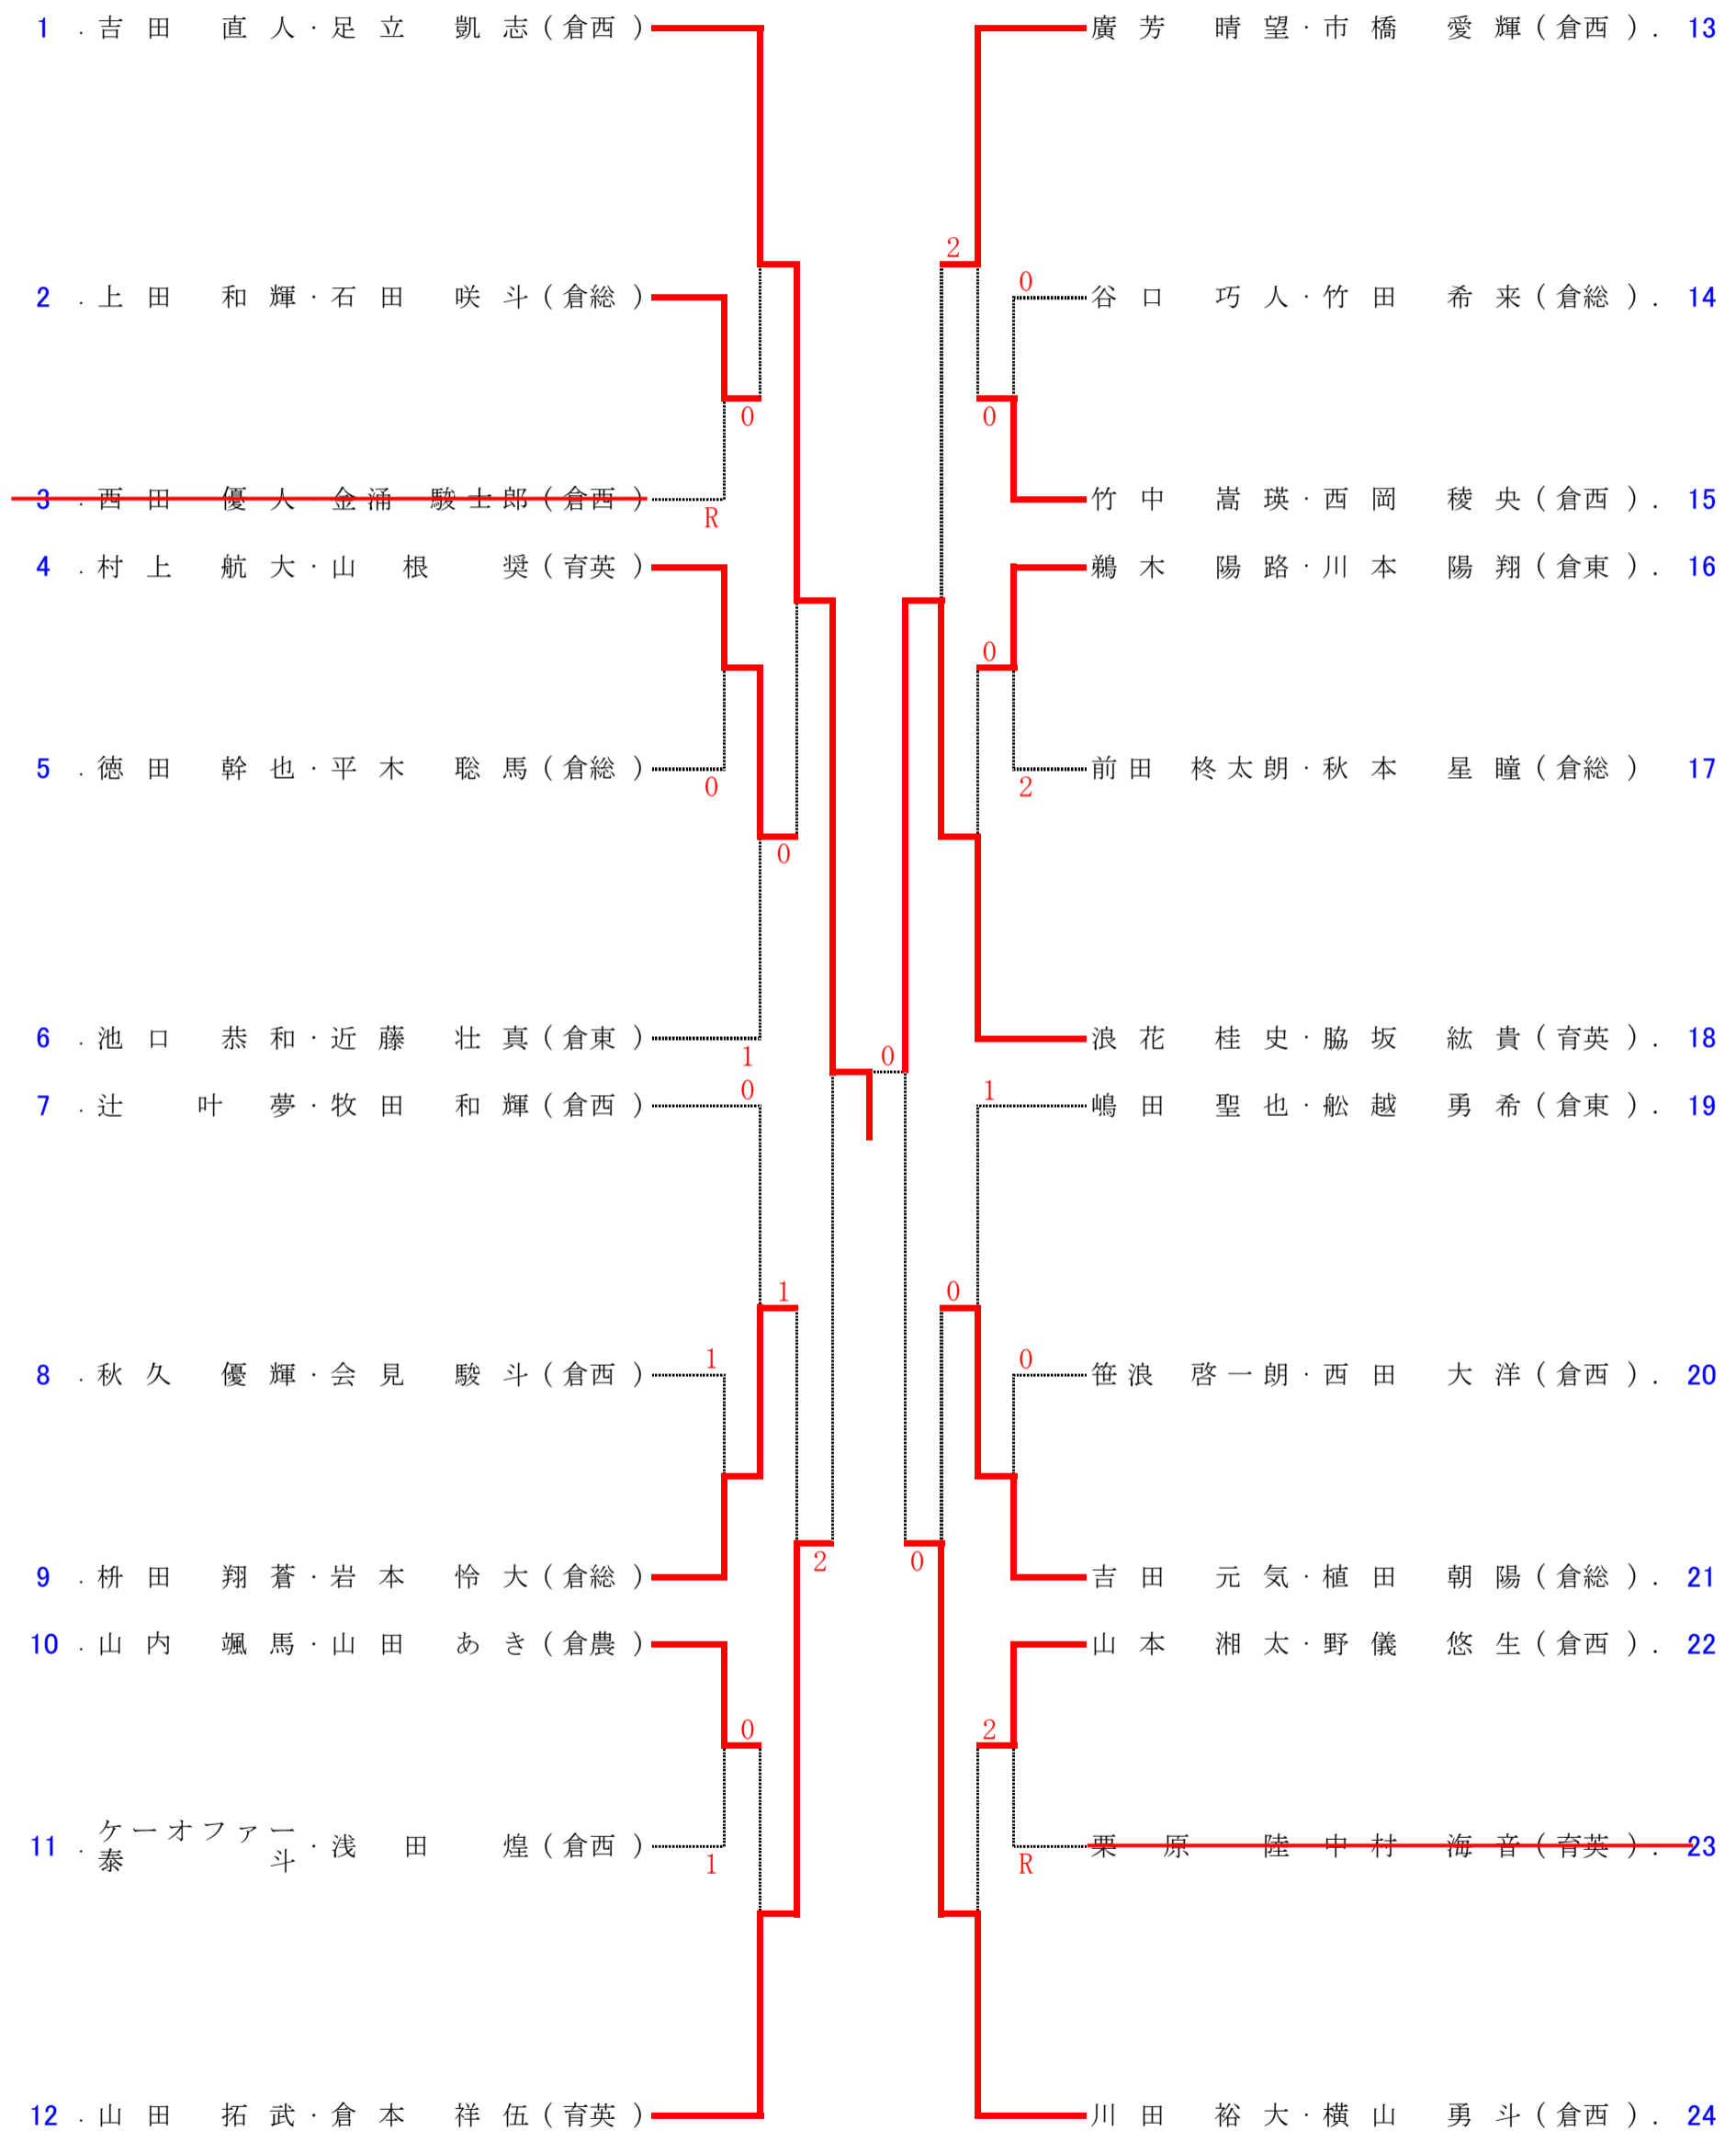 1 . 吉田 直人・足立 凱志(倉西)
2 . 上田 和輝・石田 咲斗(倉総)
0
3 . 西田 優人・金涌 駿士郎(倉西)
R
4 . 村上 航大・山根 奨(育英)
5 . 徳田 幹也・平木 聡馬(倉総)
0
0
6 . 池口 恭和・近藤 壮真(倉東)
1
0
7 . 辻 叶夢・牧田 和輝(倉西)
1
1
8 . 秋久 優輝・会見 駿斗(倉西)
2
9 . 枡田 翔蒼・岩本 怜大(倉総)
10 . 山内 颯馬・山田 あき(倉農)
0
11 . ケーオファー泰斗・浅田 煌(倉西)
1
12 . 山田 拓武・倉本 祥伍(育英)
0
廣芳 晴望・市橋 愛輝(倉西). 13
2
0
谷口 巧人・竹田 希来(倉総). 14
0
竹中 嵩瑛・西岡 稜央(倉西). 15
鵜木 陽路・川本 陽翔(倉東). 16
0
前田 柊太朗・秋本 星瞳(倉総) 17
2
浪花 桂史・脇坂 紘貴(育英). 18
1
嶋田 聖也・舩越 勇希(倉東). 19
0
0
笹浪 啓一朗・西田 大洋(倉西). 20
0
吉田 元気・植田 朝陽(倉総). 21
山本 湘太・野儀 悠生(倉西). 22
2
栗原 陸・中村 海音(育英). 23
R
川田 裕大・横山 勇斗(倉西). 24